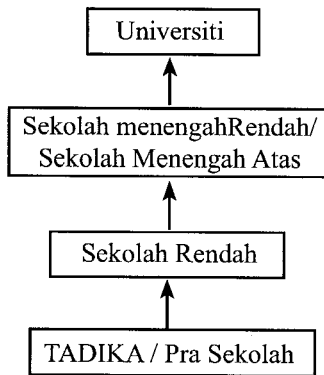 Universiti
Sekolah menengahRendah/
Sekolah Menengah Atas
Sekolah Rendah
TADIKA / Pra Sekolah